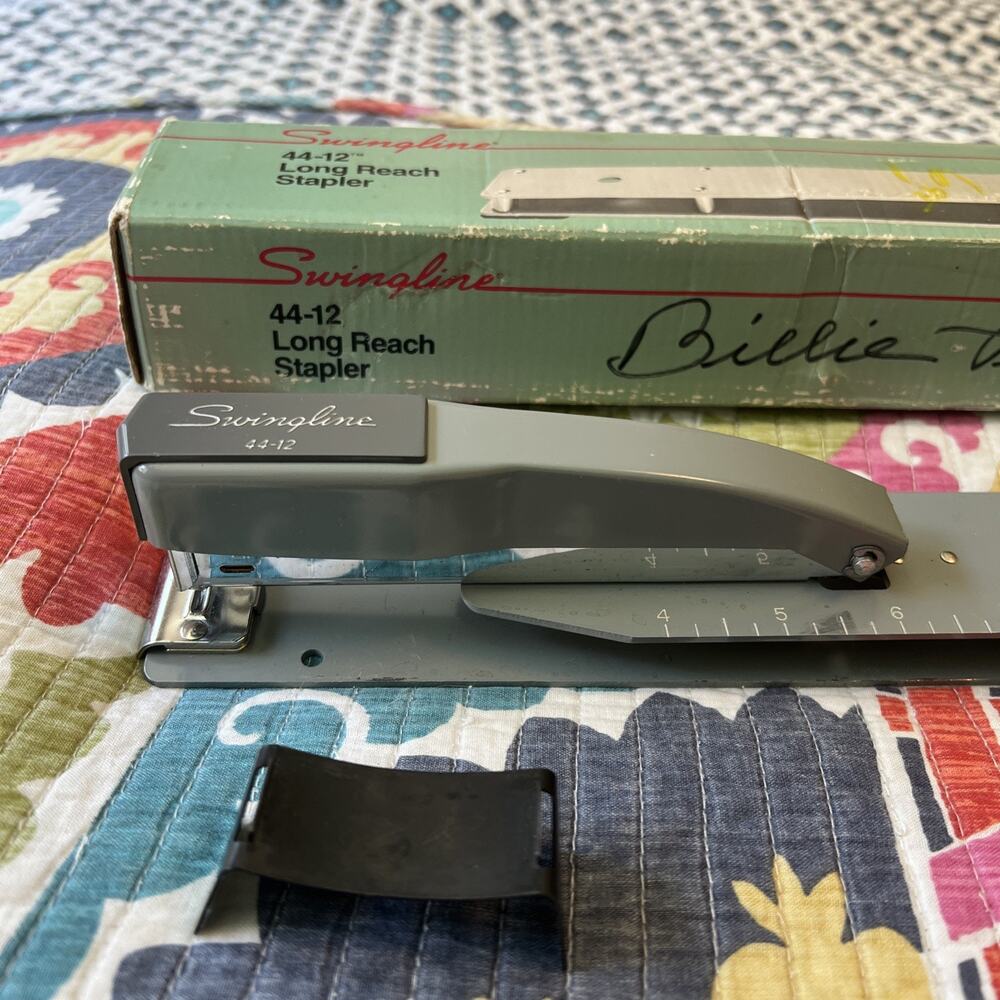 Swingline
44-12™
Long Reach
Stapler
Swingline
44-12
Long Reach
Stapler
Billie
Swingline
44-12
4 2
4 5 6